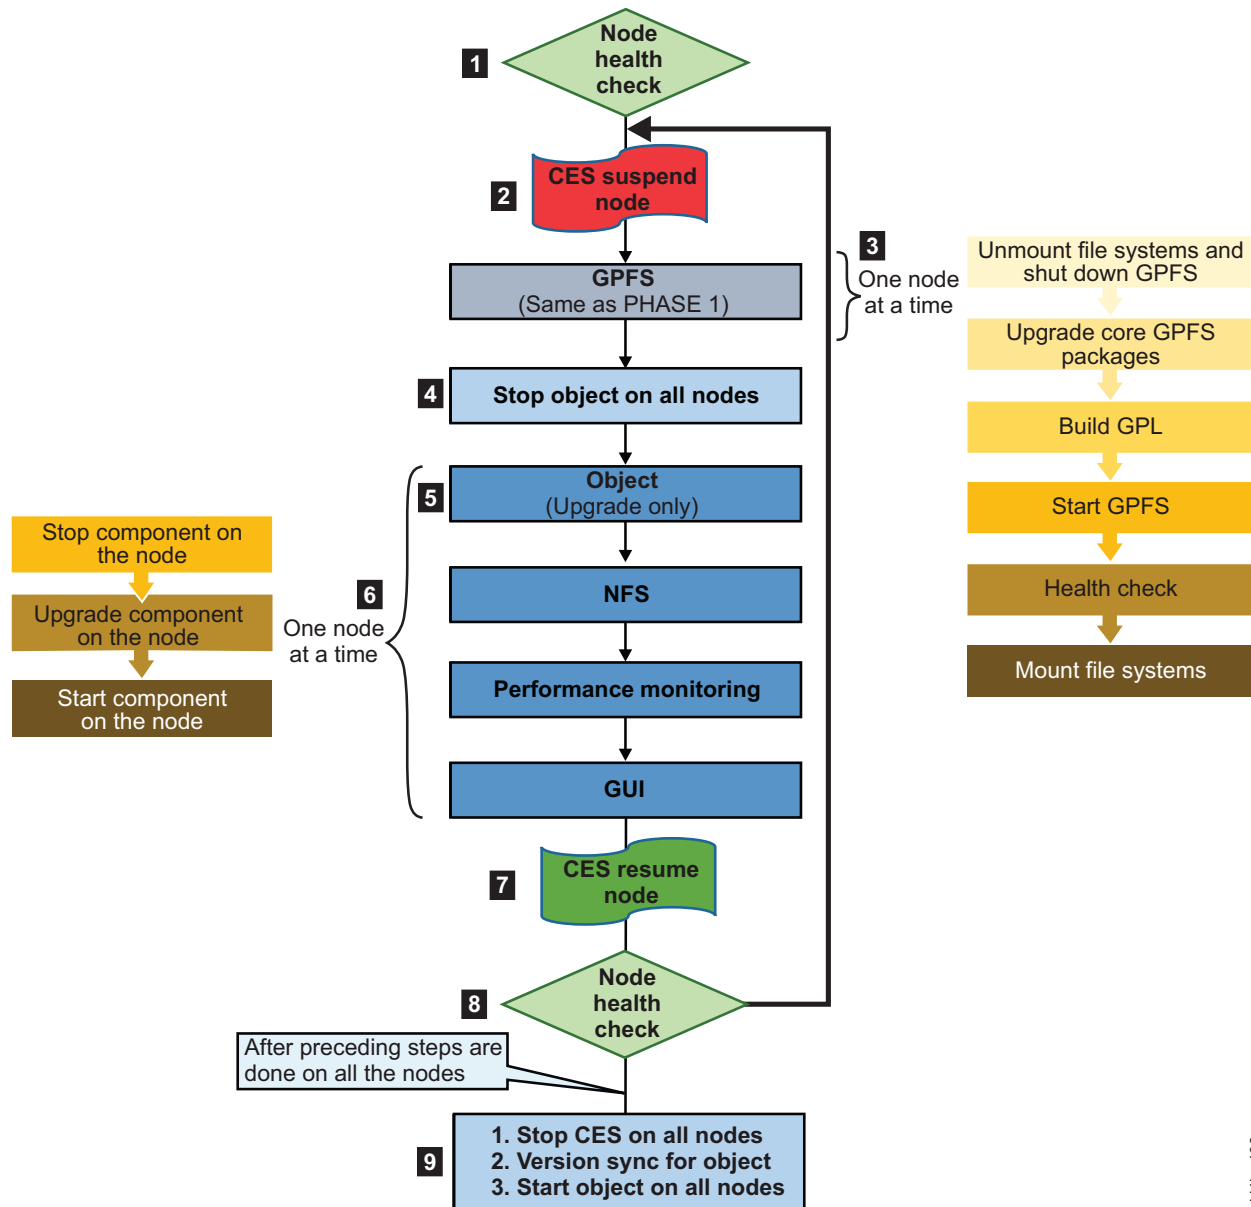 1
Node
health
check
2
CES suspend
node
3
One node
at a time
GPFS
(Same as PHASE 1)
Unmount file systems and
shut down GPFS
Upgrade core GPFS
packages
Build GPL
Start GPFS
Health check
Mount file systems
4
Stop object on all nodes
5
Object
(Upgrade only)
NFS
Performance monitoring
GUI
6
One node
at a time
Stop component on
the node
Upgrade component
on the node
Start component
on the node
7
CES resume
node
8
Node
health
check
After preceding steps are
done on all the nodes
9
1. Stop CES on all nodes
2. Version sync for object
3. Start object on all nodes